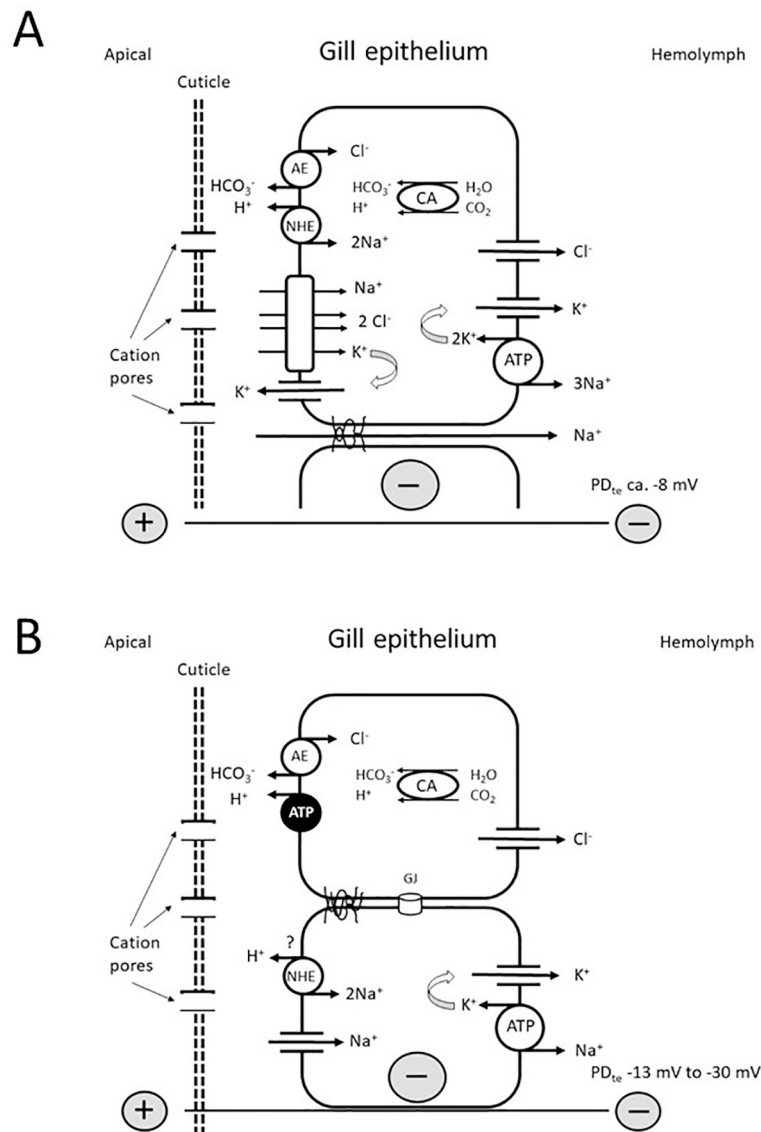 A
Apical
Gill epithelium
Hemolymph
Cuticle
AE
Cl⁻
HCO₃⁻
H⁺
NHE
2Na⁺
HCO₃⁻
H₂O
H⁺
CA
CO₂
Cl⁻
Na⁺
2 Cl⁻
K⁺
K⁺
2K⁺
ATP
Cation
pores
K⁺
3Na⁺
Na⁺
−
PDte ca. -8 mV
+
−
B
Apical
Gill epithelium
Hemolymph
Cuticle
AE
Cl⁻
HCO₃⁻
H⁺
ATP
HCO₃⁻
H₂O
H⁺
CA
CO₂
Cl⁻
GJ
Cation
pores
?
H⁺
NHE
2Na⁺
K⁺
K⁺
ATP
Na⁺
Na⁺
−
PDte -13 mV to -30 mV
+
−